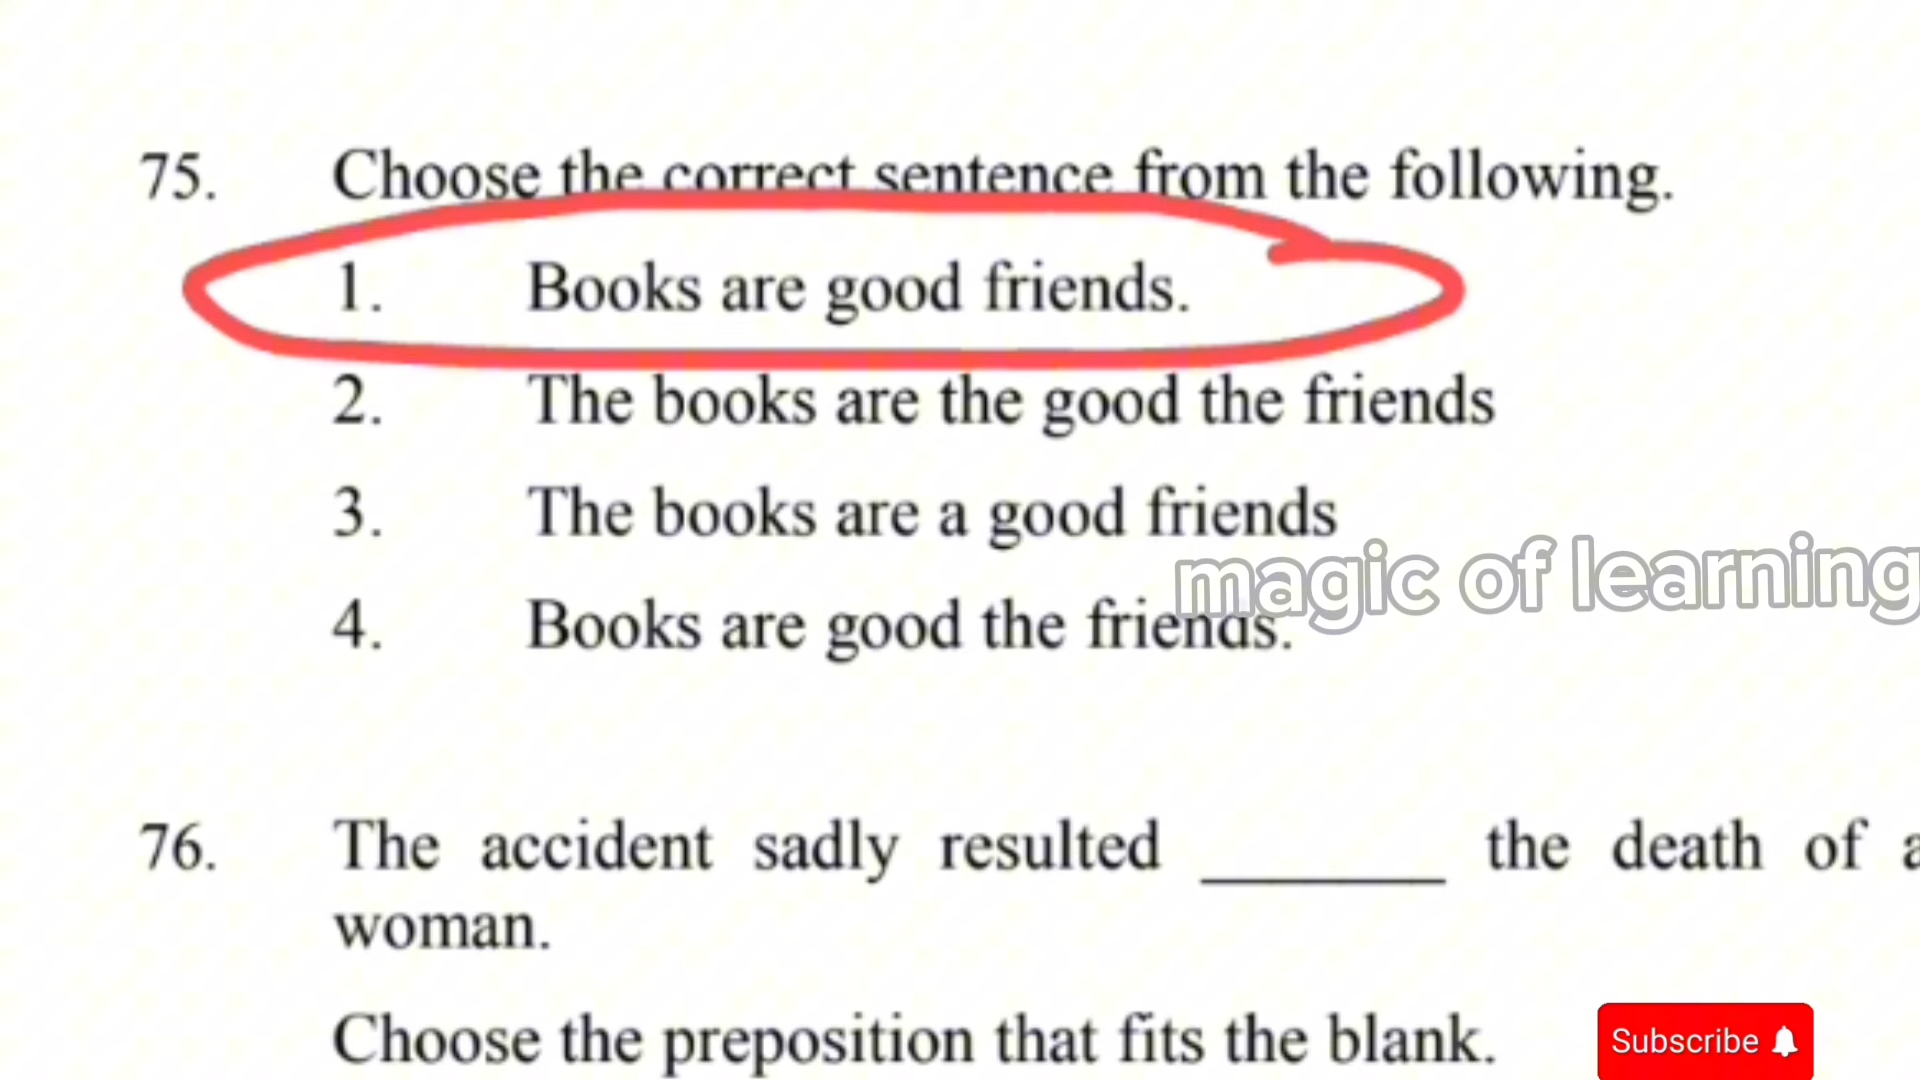 75. Choose the correct sentence from the following.
1. Books are good friends.
2. The books are the good the friends
3. The books are a good friends
magic of learning
4. Books are good the friends.
76. The accident sadly resulted ________ the death of a
woman.
Choose the preposition that fits the blank.
Subscribe